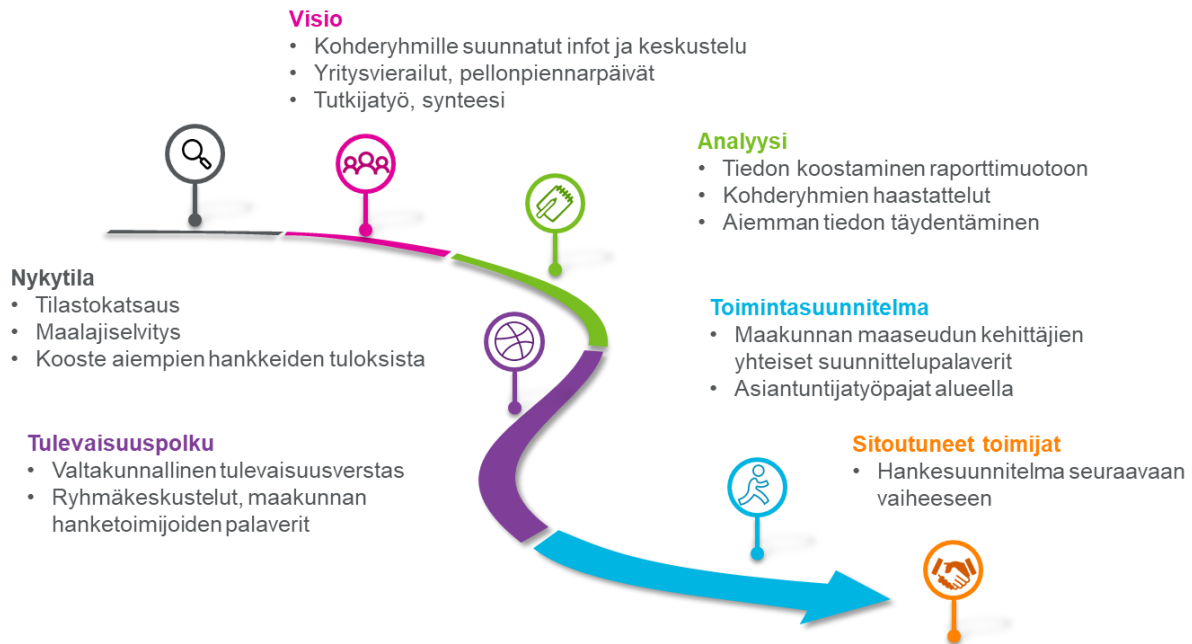 Visio
• Kohderyhmille suunnatut infot ja keskustelu
• Yritysvierailut, pellonpiennarpäivät
• Tutkijatyö, synteesi
Analyysi
• Tiedon koostaminen raporttimuotoon
• Kohderyhmien haastattelut
• Aiemman tiedon täydentäminen
Nykytila
• Tilastokatsaus
• Maalajiselvitys
• Kooste aiempien hankkeiden tuloksista
Toimintasuunnitelma
• Maakunnan maaseudun kehittäjien
yhteiset suunnittelupalaverit
• Asiantuntijatyöpajat alueella
Tulevaisuuspolku
• Valtakunnallinen tulevaisuusverstas
• Ryhmäkeskustelut, maakunnan
hanketoimijoiden palaverit
Sitoutuneet toimijat
• Hankesuunnitelma seuraavaan
vaiheeseen